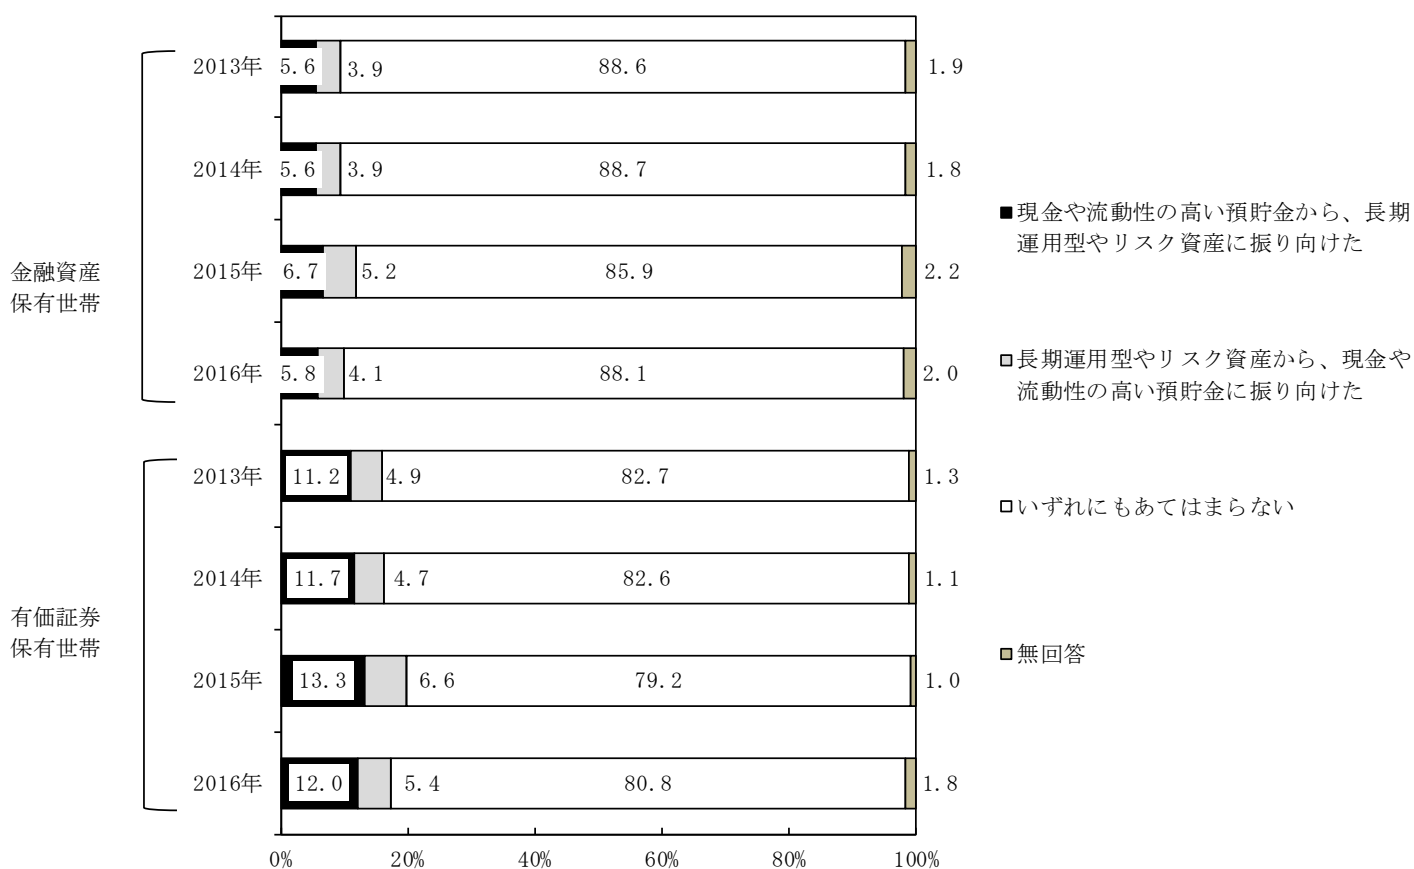 2013年 5.6 3.9 88.6 1.9
2014年 5.6 3.9 88.7 1.8
2015年 6.7 5.2 85.9 2.2
2016年 5.8 4.1 88.1 2.0
金融資産
保有世帯
2013年 11.2 4.9 82.7 1.3
2014年 11.7 4.7 82.6 1.1
2015年 13.3 6.6 79.2 1.0
2016年 12.0 5.4 80.8 1.8
有価証券
保有世帯
0% 20% 40% 60% 80% 100%
現金や流動性の高い預貯金から、長期
運用型やリスク資産に振り向けた
長期運用型やリスク資産から、現金や
流動性の高い預貯金に振り向けた
いずれにもあてはまらない
無回答